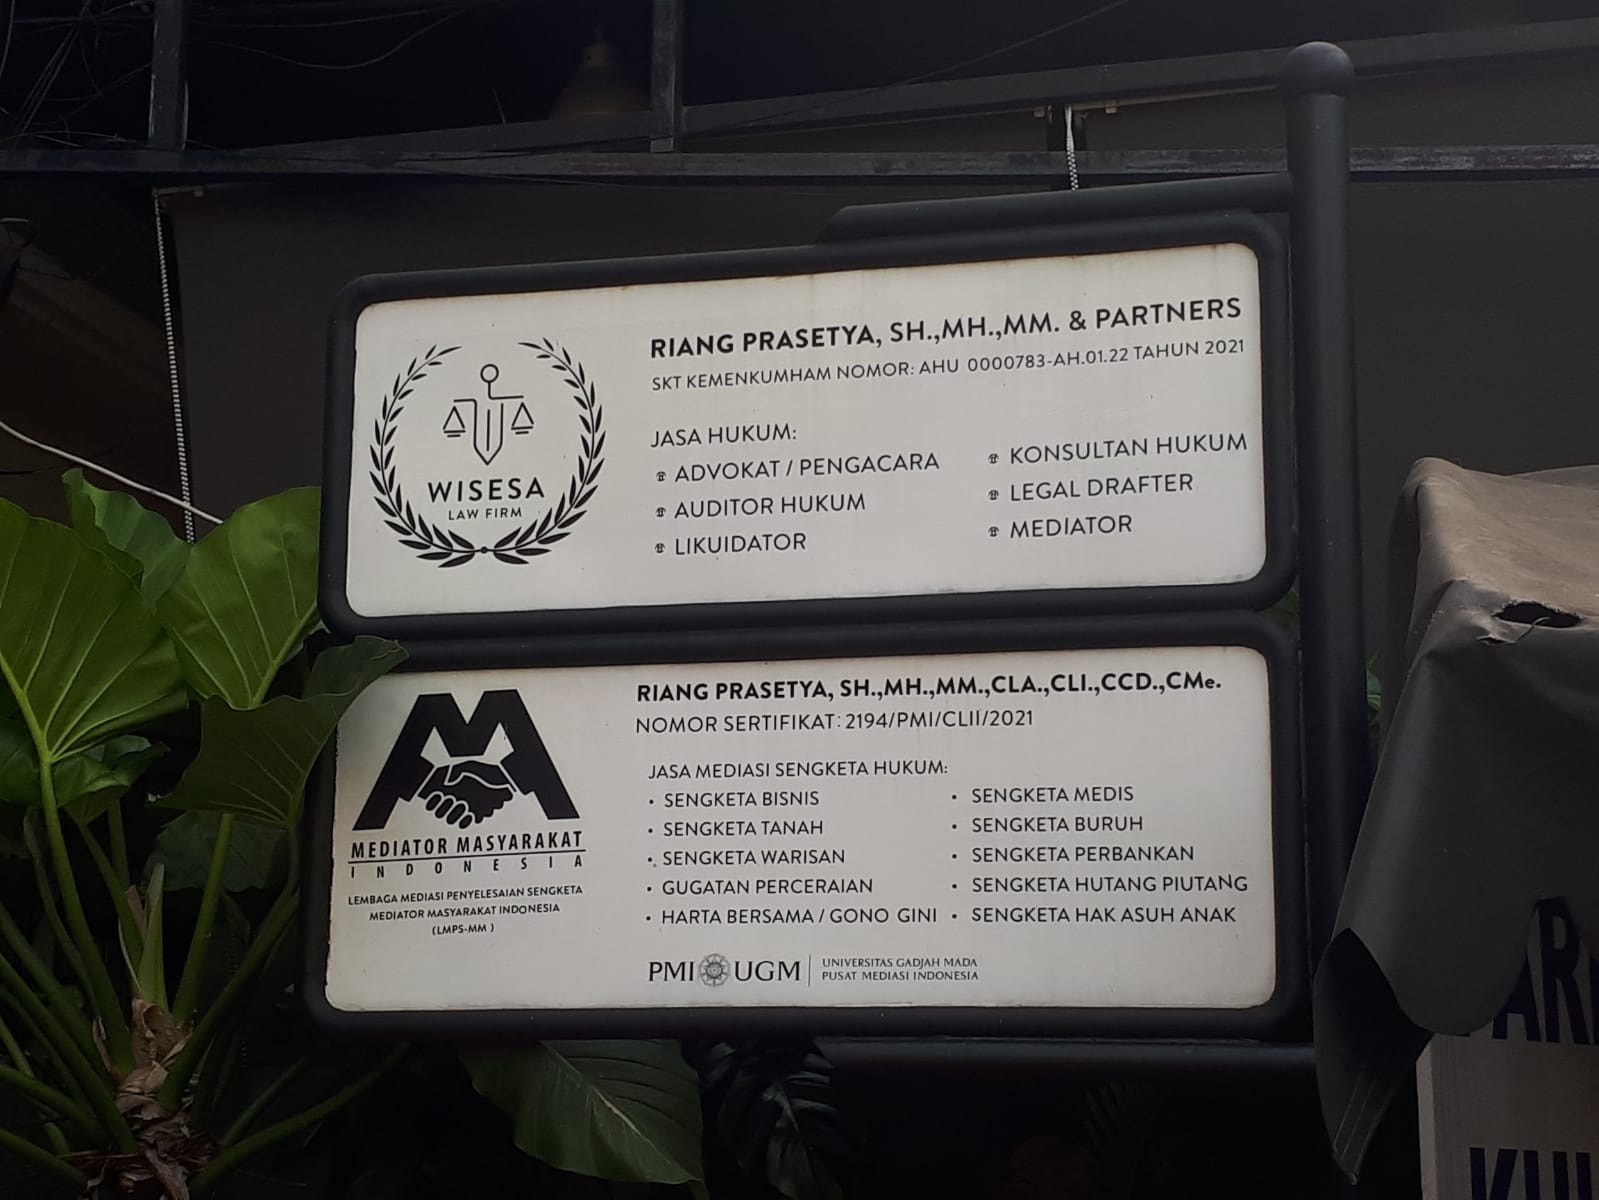 RIANG PRASETYA, SH.,MH.,MM. & PARTNERS
SKT KEMENKUMHAM NOMOR: AHU 0000783-AH.01.22 TAHUN 2021
WISESA
LAW FIRM
JASA HUKUM:
ADVOKAT / PENGACARA
AUDITOR HUKUM
LIKUIDATOR
KONSULTAN HUKUM
LEGAL DRAFTER
MEDIATOR
RIANG PRASETYA, SH.,MH.,MM.,CLA.,CLI.,CCD.,CMe.
NOMOR SERTIFIKAT: 2194/PMI/CLII/2021
MEDIATOR MASYARAKAT
INDONESIA
LEMBAGA MEDIASI PENYELESAIAN SENGKETA
MEDIATOR MASYARAKAT INDONESIA
(LMPS-MM )
JASA MEDIASI SENGKETA HUKUM:
• SENGKETA BISNIS
• SENGKETA TANAH
• SENGKETA WARISAN
• GUGATAN PERCERAIAN
• HARTA BERSAMA / GONO GINI
• SENGKETA MEDIS
• SENGKETA BURUH
• SENGKETA PERBANKAN
• SENGKETA HUTANG PIUTANG
• SENGKETA HAK ASUH ANAK
PMI UGM
UNIVERSITAS GADJAH MADA
PUSAT MEDIASI INDONESIA